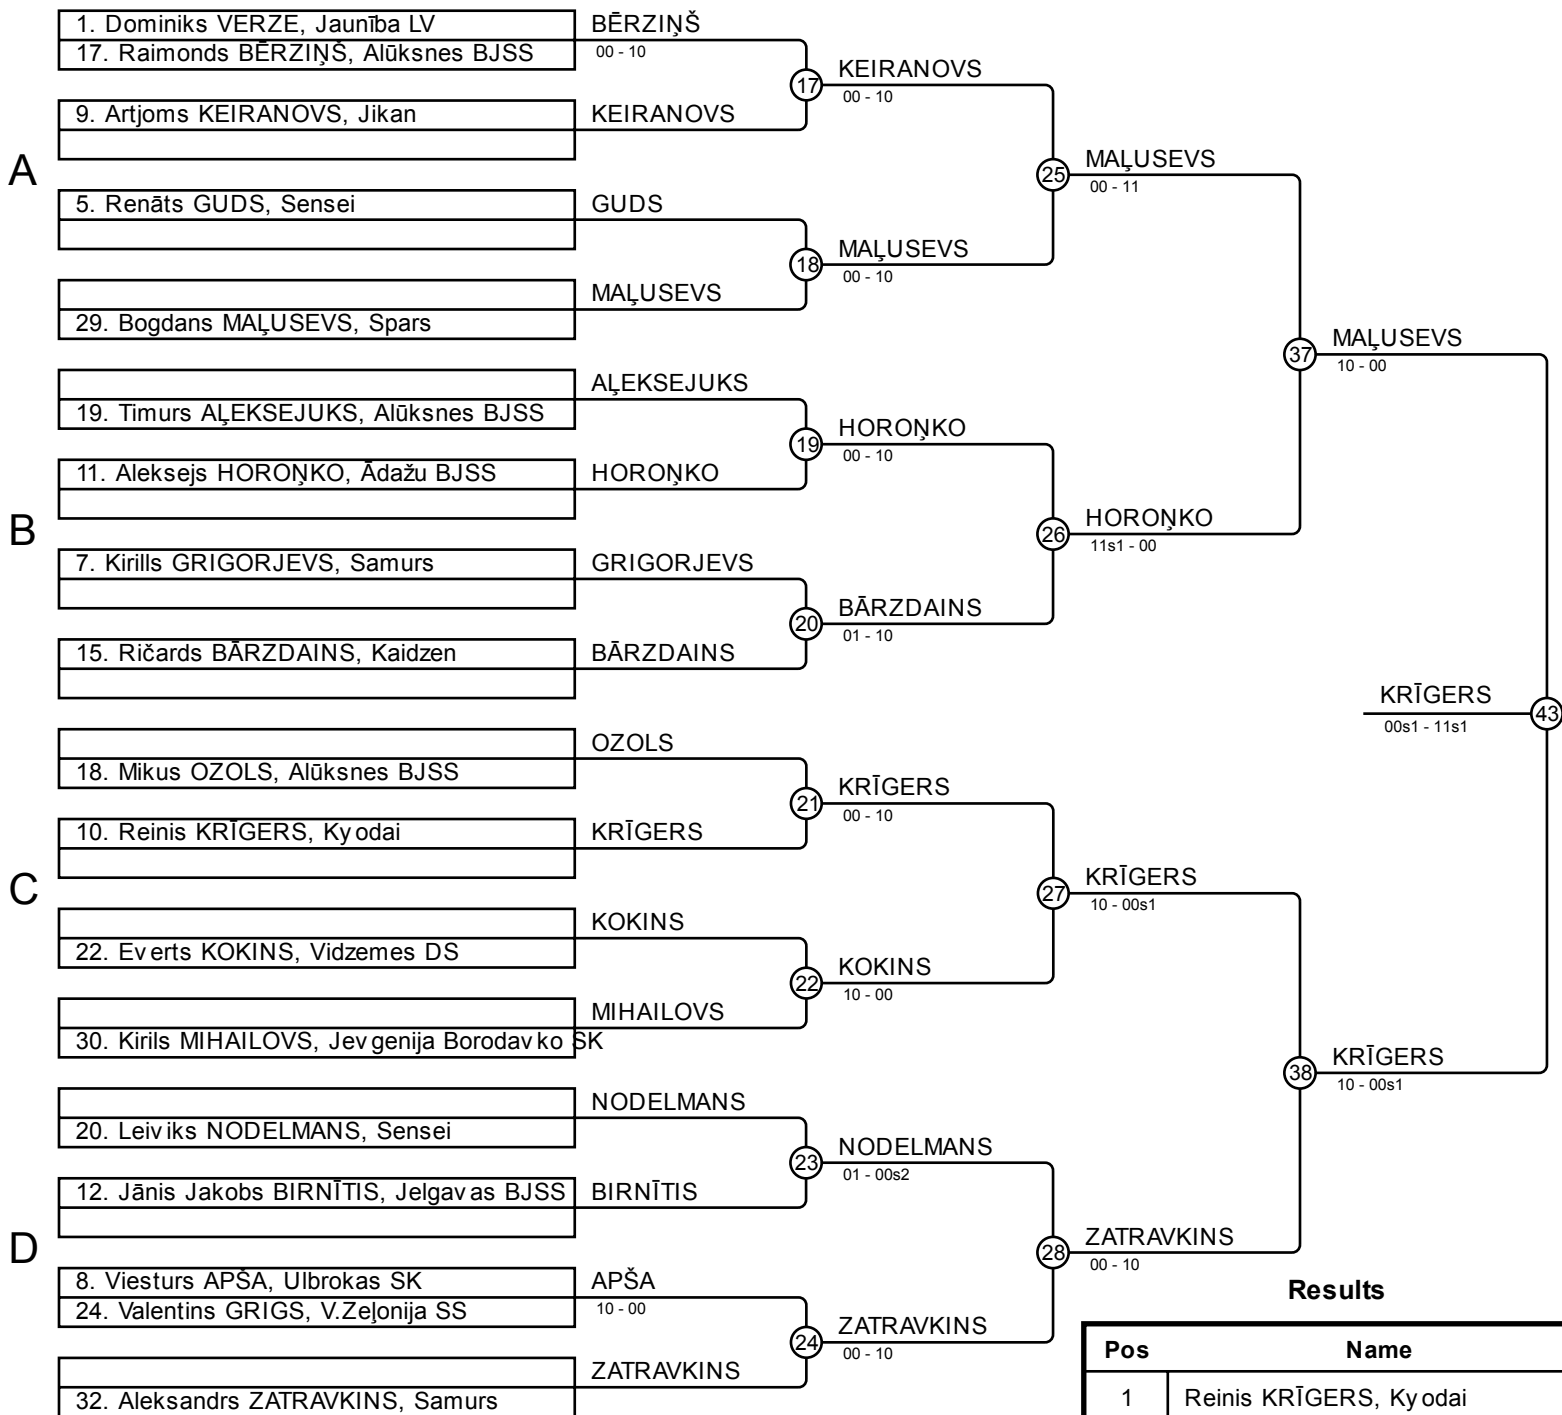 1. Dominiks VERZE, Jaunība LV
17. Raimonds BĒRZIŅŠ, Alūksnes BJSS
BĒRZIŅŠ
00 - 10
9. Artjoms KEIRANOVS, Jikan
KEIRANOVS
17
KEIRANOVS
00 - 10
A
5. Renāts GUDS, Sensei
GUDS
29. Bogdans MAĻUSEVS, Spars
MAĻUSEVS
18
MAĻUSEVS
00 - 10
25
MAĻUSEVS
00 - 11
19. Timurs AĻEKSEJUKS, Alūksnes BJSS
AĻEKSEJUKS
11. Aleksejs HOROŅKO, Ādažu BJSS
HOROŅKO
19
HOROŅKO
00 - 10
B
7. Kirills GRIGORJEVS, Samurs
GRIGORJEVS
15. Ričards BĀRZDAINS, Kaidzen
BĀRZDAINS
20
BĀRZDAINS
01 - 10
26
HOROŅKO
11s1 - 00
37
MAĻUSEVS
10 - 00
18. Mikus OZOLS, Alūksnes BJSS
OZOLS
10. Reinis KRĪGERS, Kyodai
KRĪGERS
21
KRĪGERS
00 - 10
C
22. Everts KOKINS, Vidzemes DS
KOKINS
30. Kirils MIHAILOVS, Jevgenija Borodavko SK
MIHAILOVS
22
KOKINS
10 - 00
27
KRĪGERS
10 - 00s1
20. Leiviks NODELMANS, Sensei
NODELMANS
12. Jānis Jakobs BIRNĪTIS, Jelgavas BJSS
BIRNĪTIS
23
NODELMANS
01 - 00s2
D
8. Viesturs APŠA, Ulbrokas SK
24. Valentins GRIGS, V.Zeļonija SS
APŠA
10 - 00
32. Aleksandrs ZATRAVKINS, Samurs
ZATRAVKINS
24
ZATRAVKINS
00 - 10
28
ZATRAVKINS
00 - 10
38
KRĪGERS
10 - 00s1
KRĪGERS
00s1 - 11s1
43
Results
Pos Name
1 Reinis KRĪGERS, Kyodai